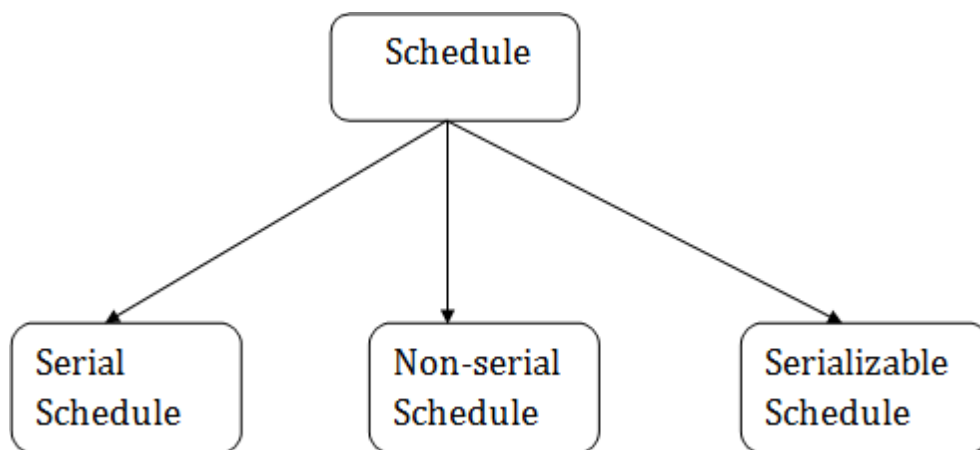 Schedule
Serial
Schedule
Non-serial
Schedule
Serializable
Schedule